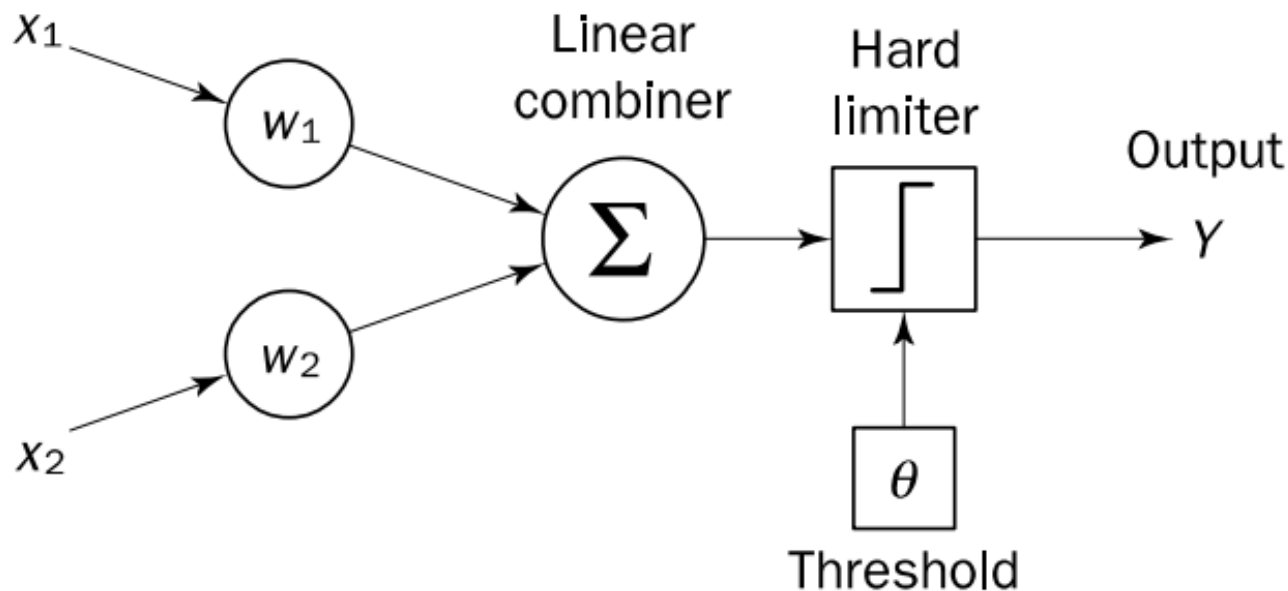 x₁
w₁
w₂
x₂
Linear
combiner
Σ
Hard
limiter
θ
Threshold
Output
Y